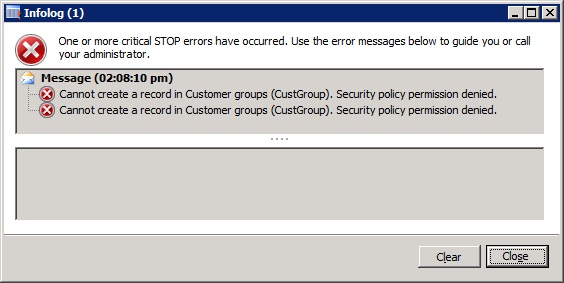 Infolog (1)
One or more critical STOP errors have occurred. Use the error messages below to guide you or call
your administrator.
Message (02:08:10 pm)
Cannot create a record in Customer groups (CustGroup). Security policy permission denied.
Cannot create a record in Customer groups (CustGroup). Security policy permission denied.
Clear
Close